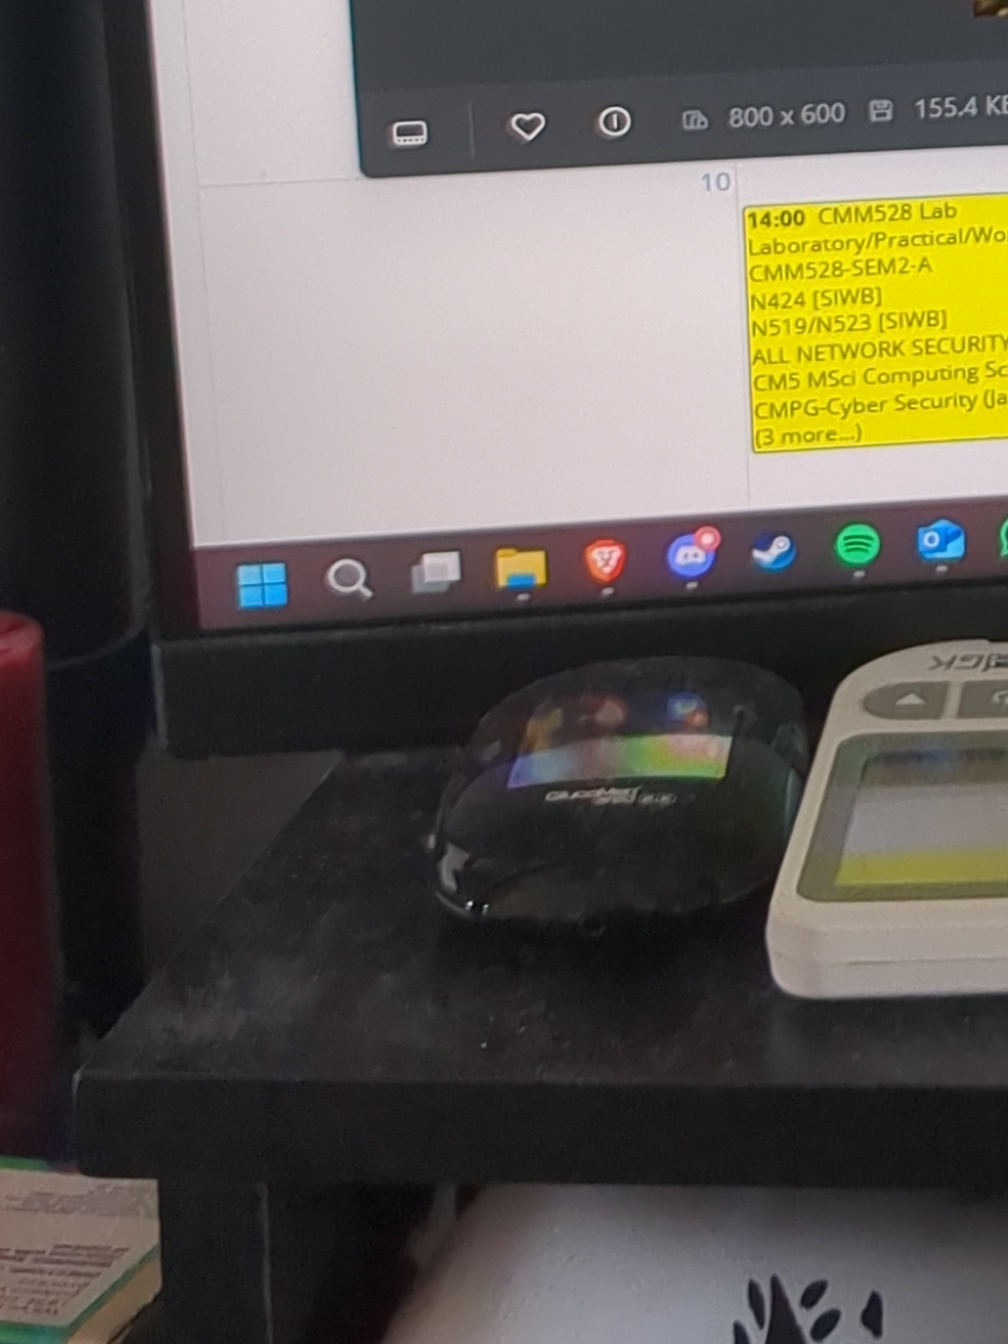 800 x 600 155.4 KB
10
14:00 CMM528 Lab
Laboratory/Practical/Wo
CMM528-SEM2-A
N424 [SIWB]
N519/N523 [SIWB]
ALL NETWORK SECURITY
CM5 MSci Computing Sc
CMPG-Cyber Security (Ja
(3 more...)